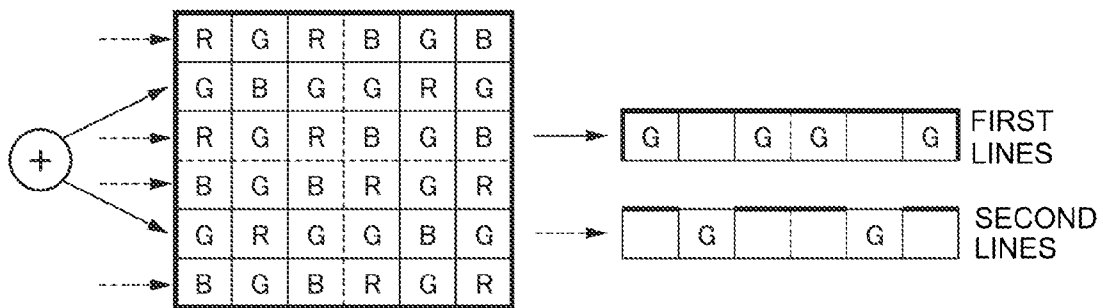 R G R B G B
G B G G R G
R G R B G B
B G B R G R
G R G G B G
B G B R G R
+
G G G G
FIRST
LINES
G G
SECOND
LINES